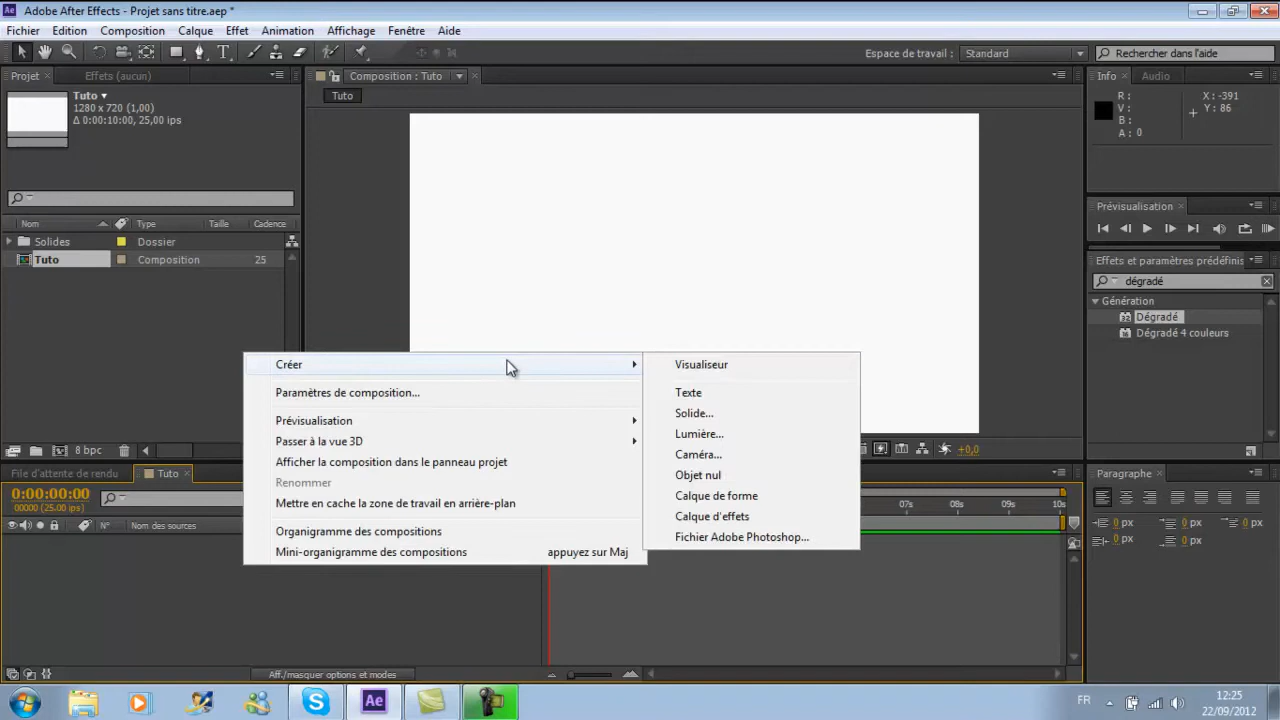 Adobe After Effects - Projet sans titre.aep *
Fichier Edition Composition Calque Effet Animation Affichage Fenêtre Aide
Espace de travail : Standard Rechercher dans l'aide
Projet Effets (aucun) Composition : Tuto Info Audio
Tuto
1280 x 720 (1,00)
Δ 0:00:10:00, 25,00 ips
Tuto
R :
V :
B :
A : 0
X : -391
Y : 86
Prévisualisation
Nom Type Taille Cadence
Solides Dossier
Tuto Composition 25
Effets et paramètres prédéfinis
dégradé
Génération
Dégradé
Dégradé 4 couleurs
Créer
Paramètres de composition...
Prévisualisation
Passer à la vue 3D
Afficher la composition dans le panneau projet
Renommer
Mettre en cache la zone de travail en arrière-plan
Organigramme des compositions
Mini-organigramme des compositions appuyez sur Maj
Visualiseur
Texte
Solide...
Lumière...
Caméra...
Objet nul
Calque de forme
Calque d'effets
Fichier Adobe Photoshop...
8 bpc
+0,0
File d'attente de rendu Tuto
0:00:00:00
00000 (25.00 ips)
07s 08s 09s 10s
N° Nom des sources
Paragraphe
0 px 0 px 0 px
0 px 0 px
Aff./masquer options et modes
FR
12:25
22/09/2012